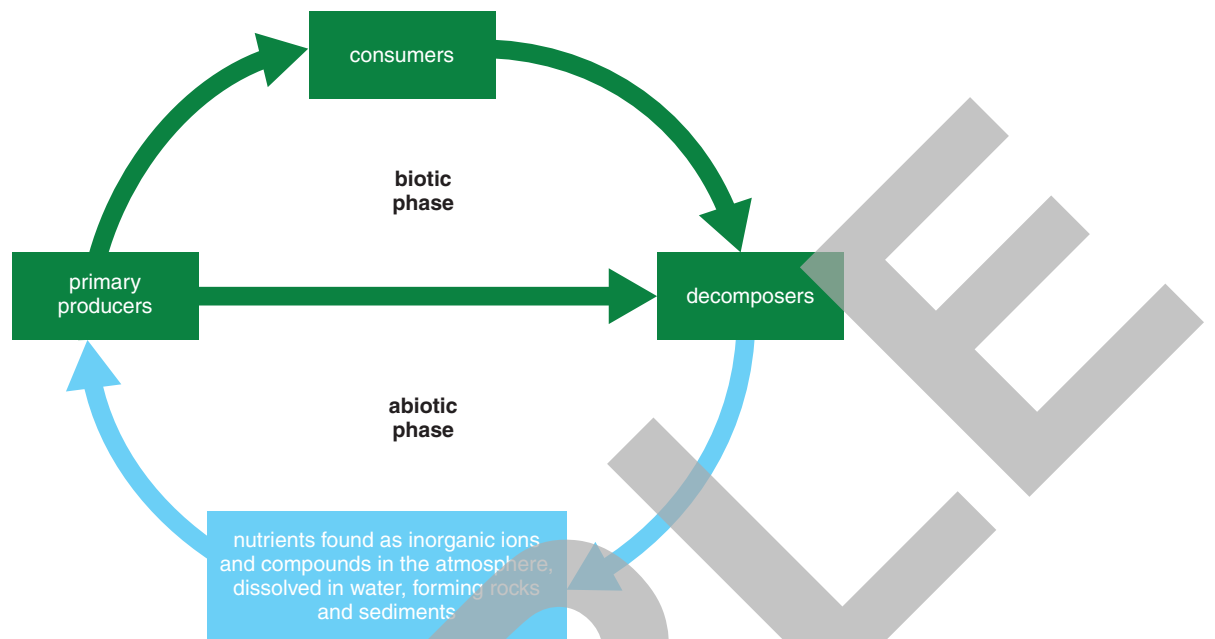 consumers
biotic
phase
primary
producers
decomposers
abiotic
phase
nutrients found as inorganic ions
and compounds in the atmosphere,
dissolved in water, forming rocks
and sediments